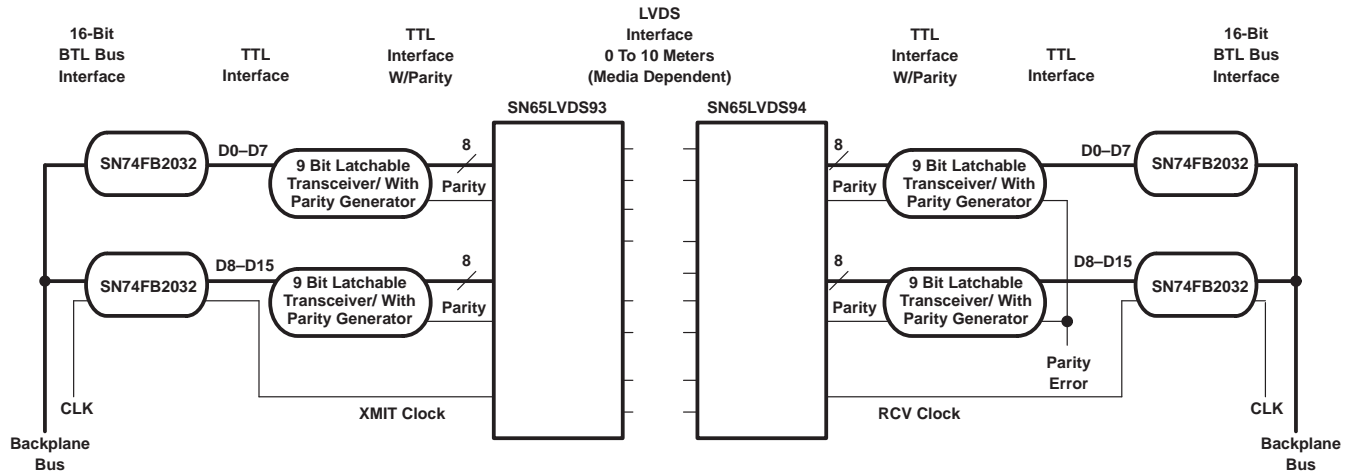 16-Bit
BTL Bus
Interface
TTL
Interface
TTL
Interface
W/Parity
LVDS
Interface
0 To 10 Meters
(Media Dependent)
TTL
Interface
W/Parity
TTL
Interface
16-Bit
BTL Bus
Interface
SN65LVDS93
SN65LVDS94
SN74FB2032
D0–D7
9 Bit Latchable
Transceiver/ With
Parity Generator
8
Parity
8
Parity
9 Bit Latchable
Transceiver/ With
Parity Generator
D0–D7
SN74FB2032
SN74FB2032
D8–D15
9 Bit Latchable
Transceiver/ With
Parity Generator
8
Parity
8
Parity
9 Bit Latchable
Transceiver/ With
Parity Generator
D8–D15
SN74FB2032
Parity
Error
CLK
XMIT Clock
RCV Clock
CLK
Backplane
Bus
Backplane
Bus